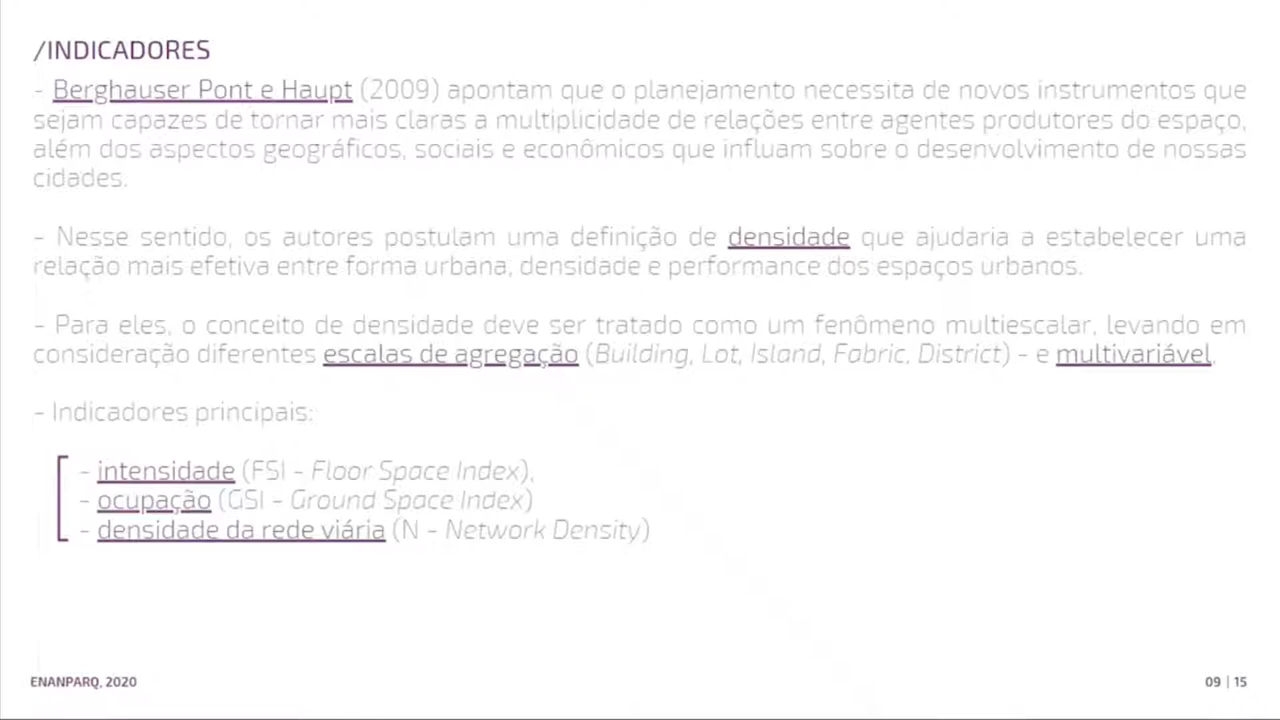 /INDICADORES
- Berghauser Pont e Haupt (2009) apontam que o planejamento necessita de novos instrumentos que
sejam capazes de tornar mais claras a multiplicidade de relações entre agentes produtores do espaço,
além dos aspectos geográficos, sociais e econômicos que influam sobre o desenvolvimento de nossas
cidades.
- Nesse sentido, os autores postulam uma definição de densidade que ajudaria a estabelecer uma
relação mais efetiva entre forma urbana, densidade e performance dos espaços urbanos.
- Para eles, o conceito de densidade deve ser tratado como um fenômeno multiescalar, levando em
consideração diferentes escalas de agregação (Building, Lot, Island, Fabric, District) - e multivariável.
- Indicadores principais:
- intensidade (FSI - Floor Space Index),
- ocupação (GSI - Ground Space Index)
- densidade da rede viária (N - Network Density)
ENANPARQ, 2020
09 | 15